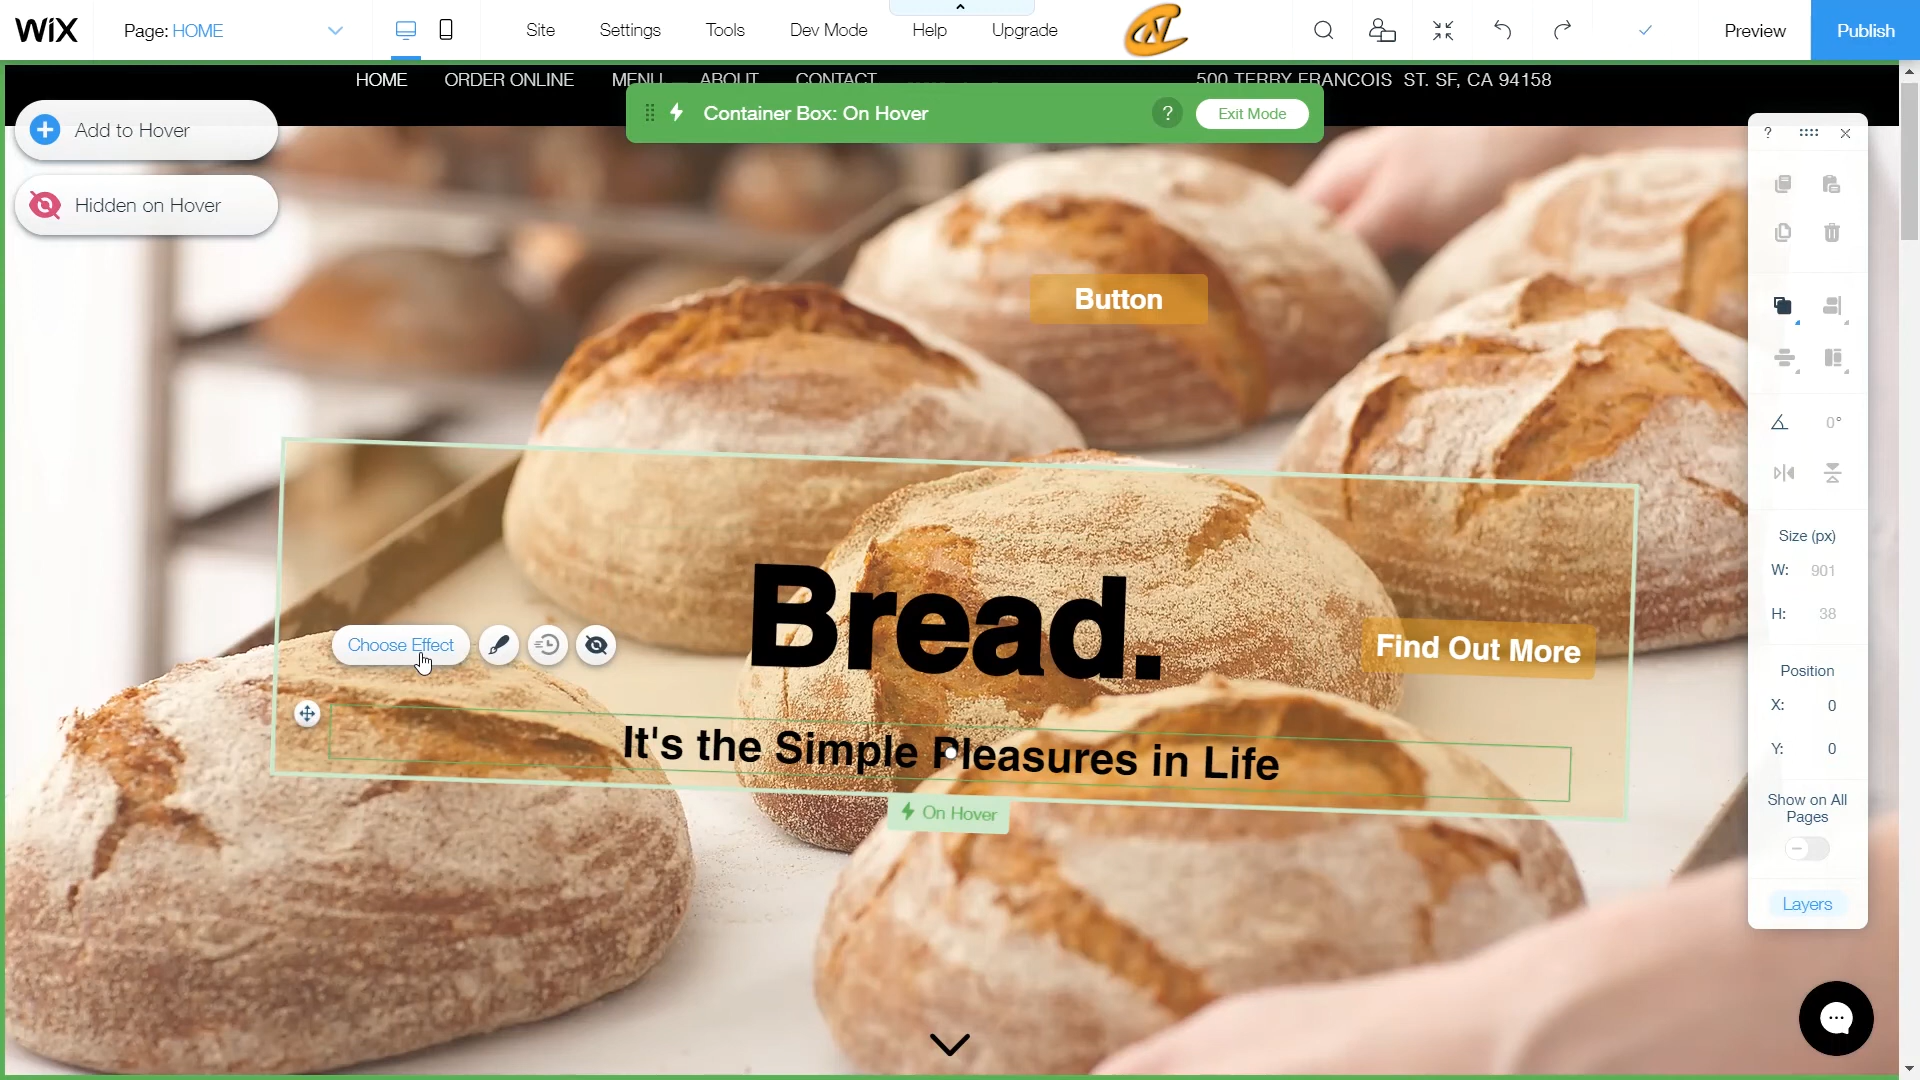 WiX
Page: HOME
Site
Settings
Tools
Dev Mode
Help
Upgrade
Preview
Publish
HOME
ORDER ONLINE
MENU
ABOUT
CONTACT
500 TERRY FRANCOIS ST. SF, CA 94158
Container Box: On Hover
?
Exit Mode
Add to Hover
Hidden on Hover
?
Button
0°
Size (px)
W: 901
H: 38
Position
X: 0
Y: 0
Show on All
Pages
Layers
Bread.
Find Out More
Choose Effect
It's the Simple Pleasures in Life
On Hover